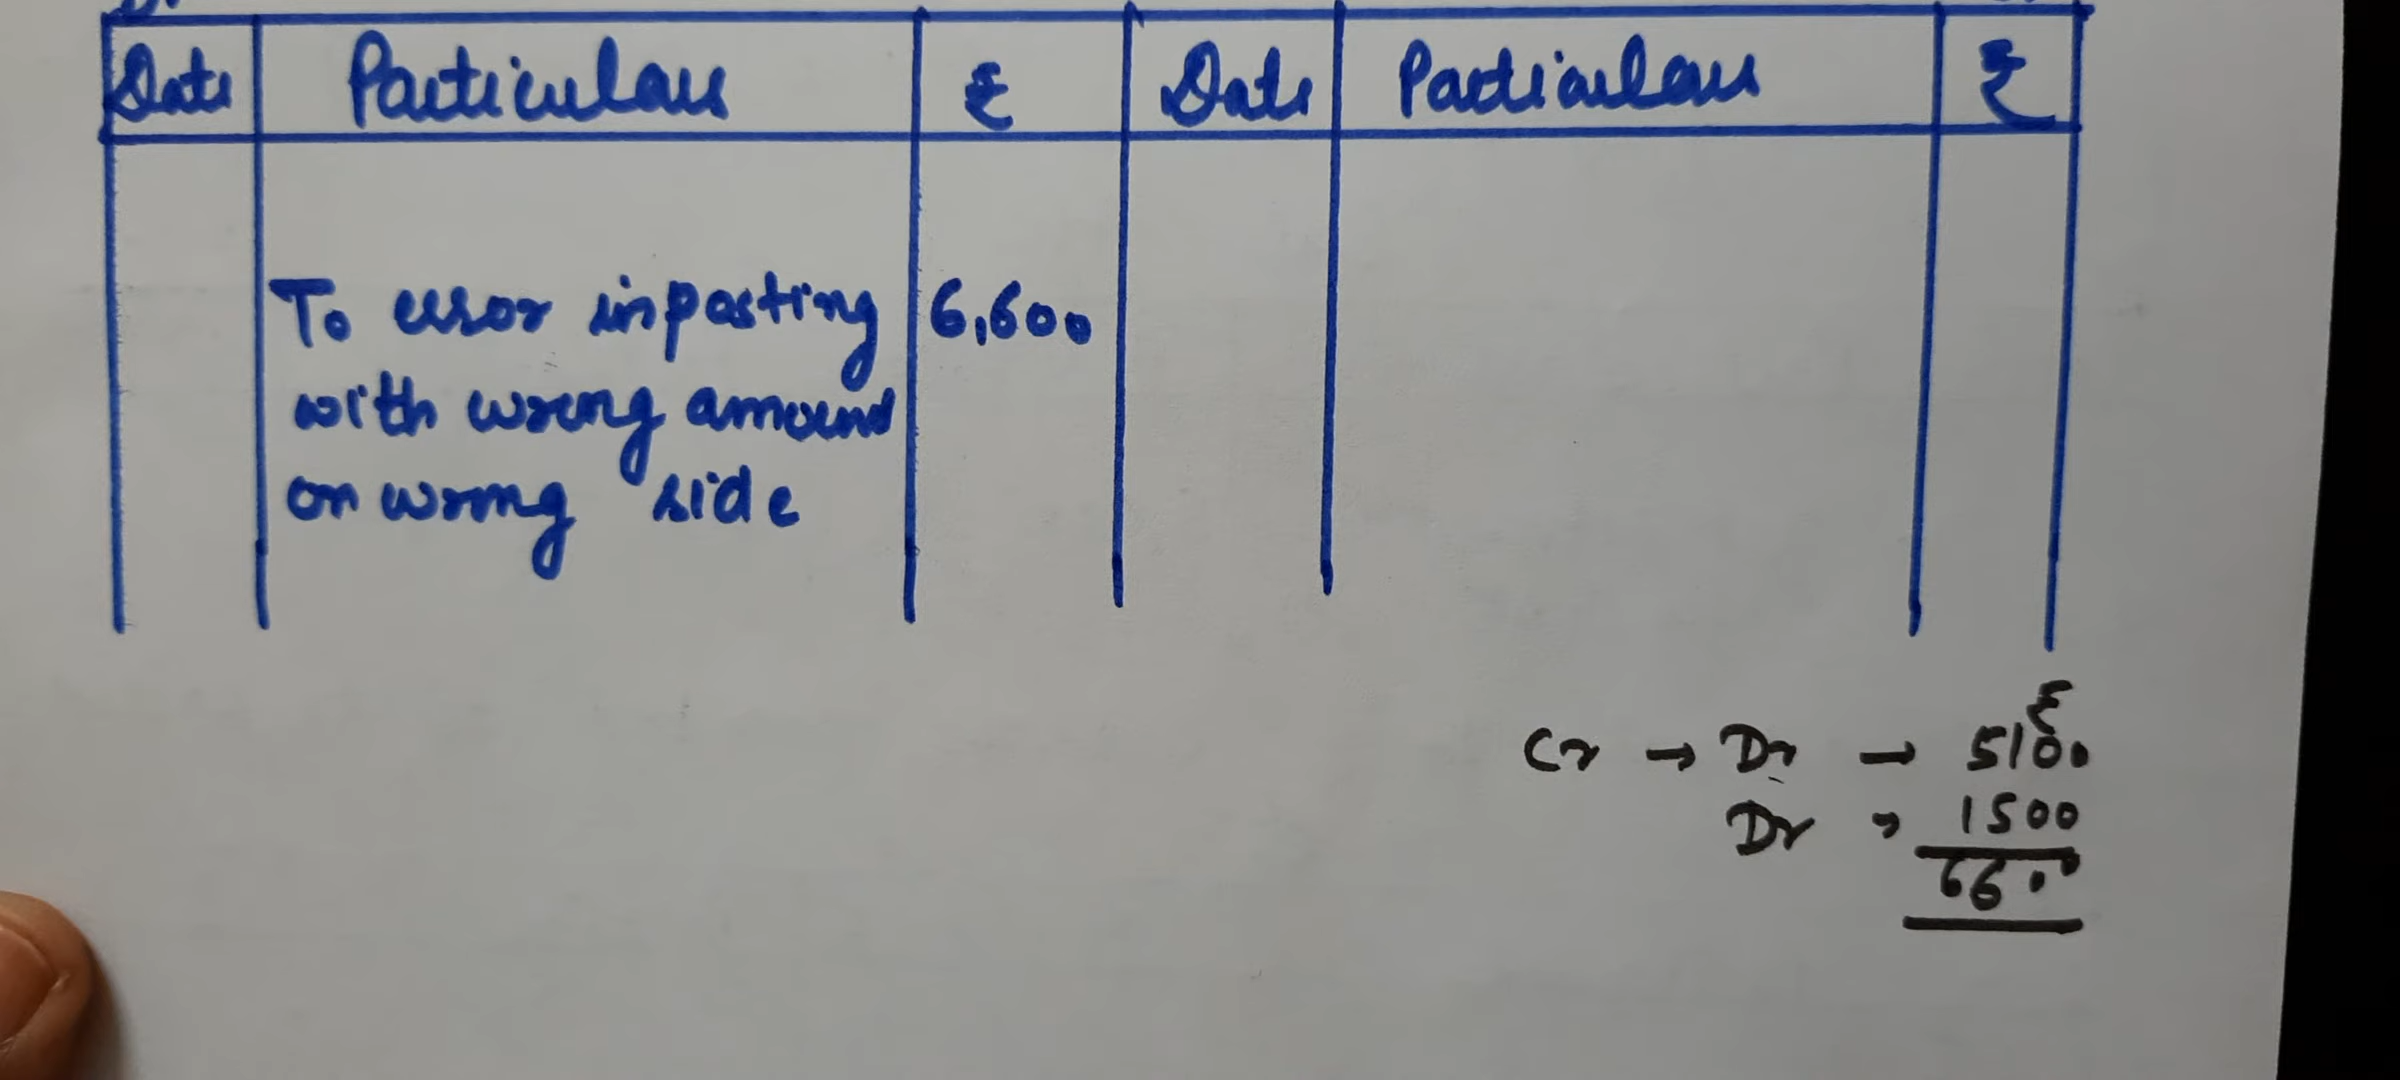 Date Particulars ₹ Date Particulars ₹
To error in posting 6,600
with wrong amount
on wrong side
₹
Cr → Dr → 5100
Dr → 1500
6600